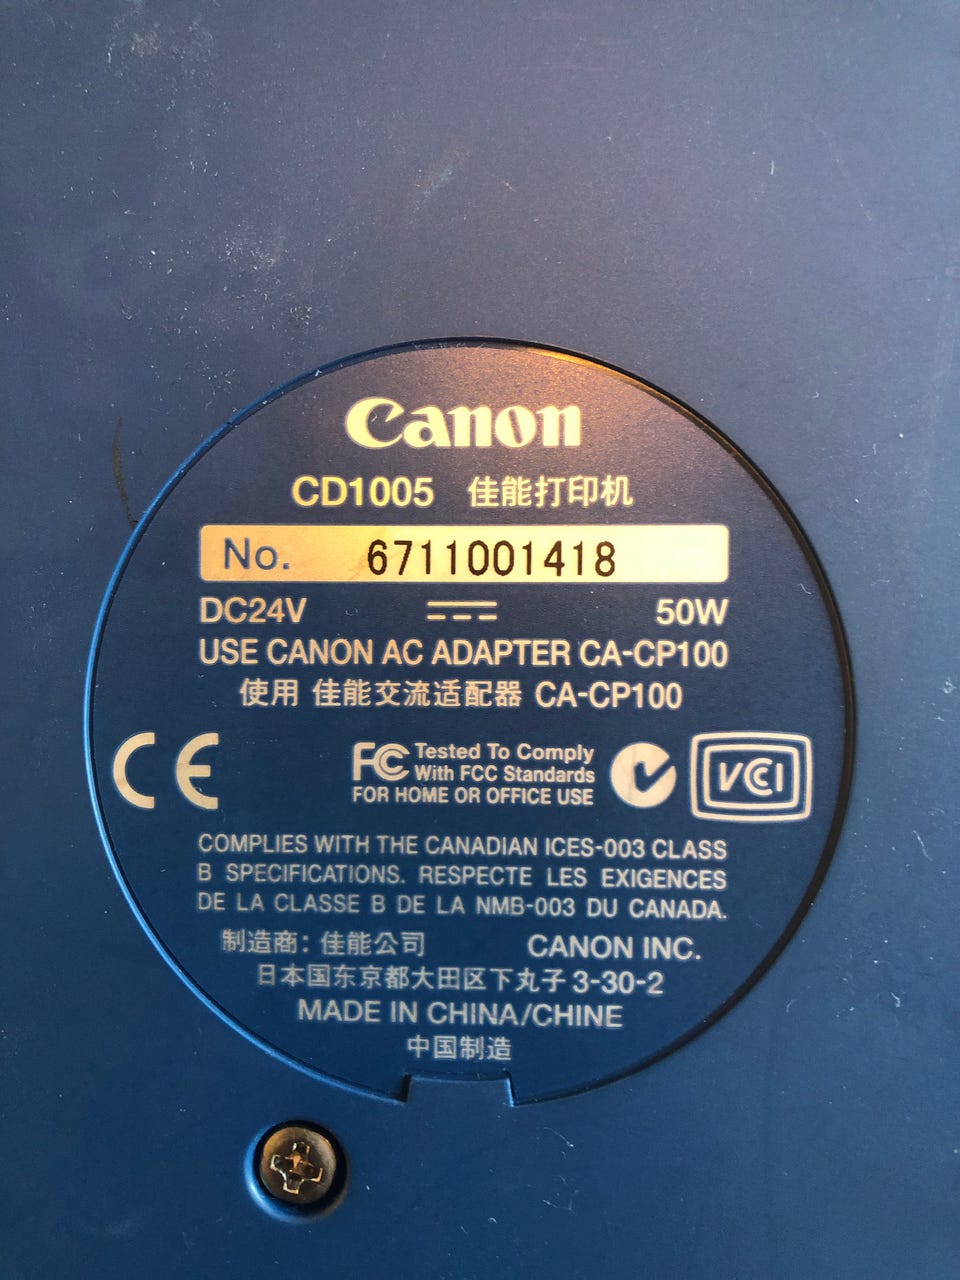 Canon
CD1005 佳能打印机
No. 6711001418
DC24V 50W
USE CANON AC ADAPTER CA-CP100
使用 佳能交流适配器 CA-CP100
CE FC Tested To Comply
With FCC Standards
FOR HOME OR OFFICE USE
VCCI
COMPLIES WITH THE CANADIAN ICES-003 CLASS
B SPECIFICATIONS. RESPECTE LES EXIGENCES
DE LA CLASSE B DE LA NMB-003 DU CANADA.
制造商: 佳能公司 CANON INC.
日本国东京都大田区下丸子 3-30-2
MADE IN CHINA/CHINE
中国制造